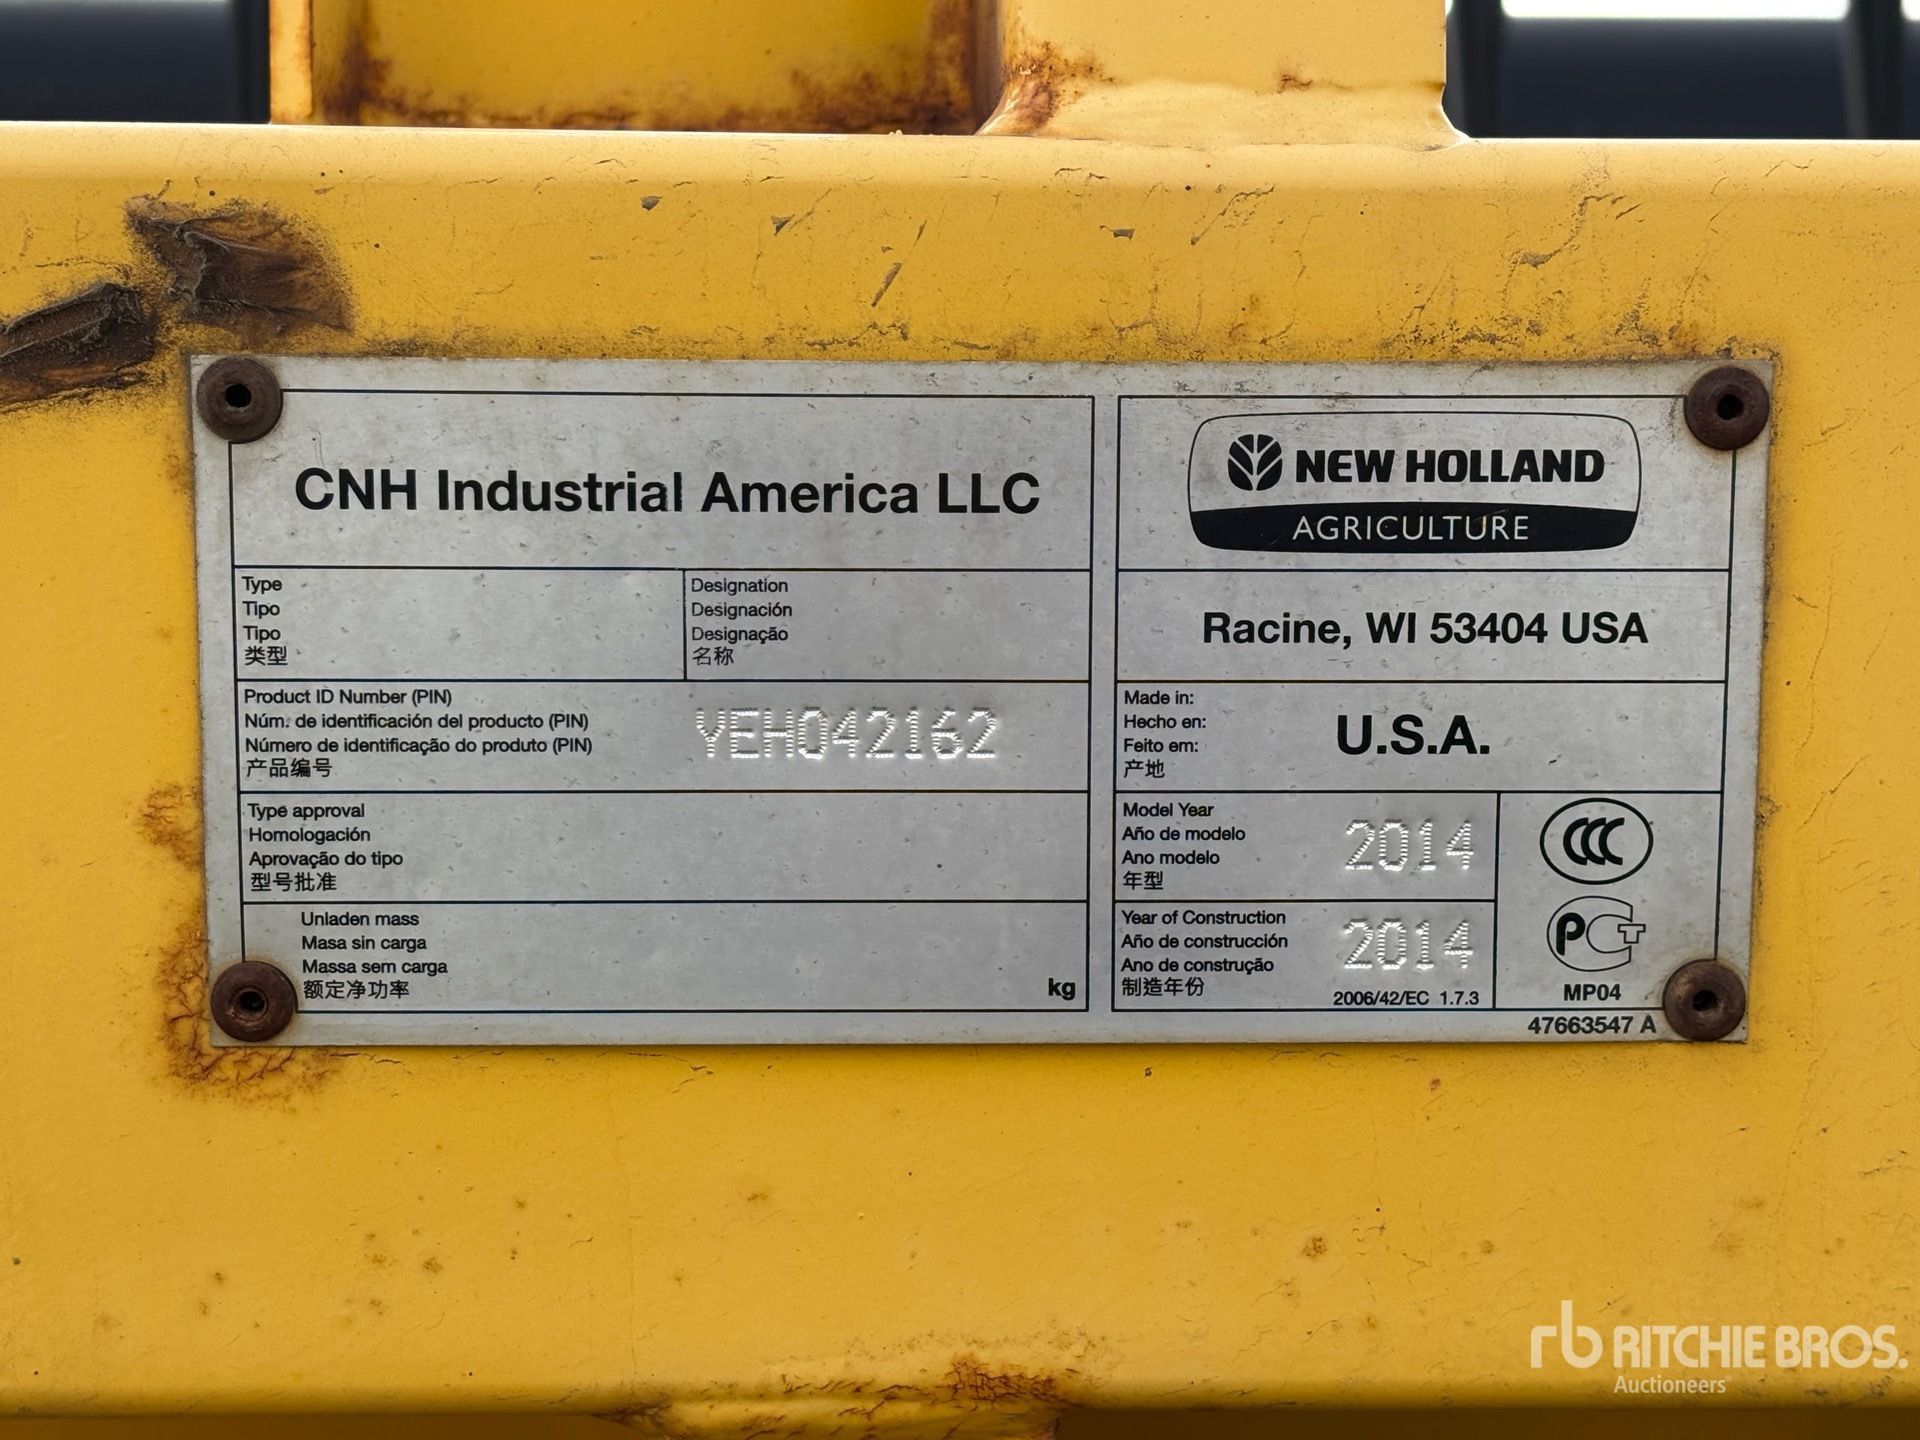 CNH Industrial America LLC
Type
Tipo
Tipo
类型
Designation
Designación
Designação
名称
Product ID Number (PIN)
Núm. de identificación del producto (PIN)
Número de identificação do produto (PIN)
产品编号
YEH042162
Type approval
Homologación
Aprovação do tipo
型号批准
Unladen mass
Masa sin carga
Massa sem carga
额定净功率
kg
NEW HOLLAND
AGRICULTURE
Racine, WI 53404 USA
Made in:
Hecho en:
Feito em:
产地
U.S.A.
Model Year
Año de modelo
Ano modelo
年型
2014
Year of Construction
Año de construcción
Ano de construção
制造年份
2014
2006/42/EC 1.7.3
CCC
PCT
MP04
47663547 A
rb RITCHIE BROS.
Auctioneers